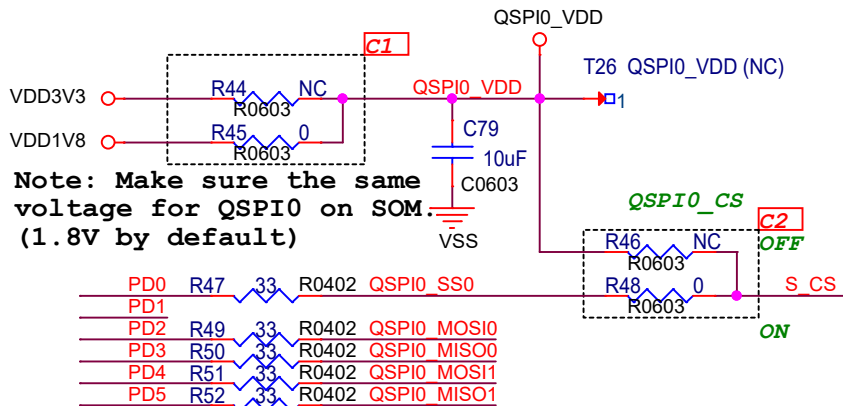 QSPI0_VDD
C1
T26 QSPI0_VDD (NC)
VDD3V3 R44 NC QSPI0_VDD 1
R0603
VDD1V8 R45 0 C79
R0603 10uF
C0603
Note: Make sure the same
voltage for QSPI0 on SOM.
(1.8V by default)
VSS
QSPI0_CS
C2
R46 NC OFF
R0603
PD0 R47 33 R0402 QSPI0_SS0 R48 0 S_CS
R0603
PD1
PD2 R49 33 R0402 QSPI0_MOSI0 ON
PD3 R50 33 R0402 QSPI0_MISO0
PD4 R51 33 R0402 QSPI0_MOSI1
PD5 R52 33 R0402 QSPI0_MISO1